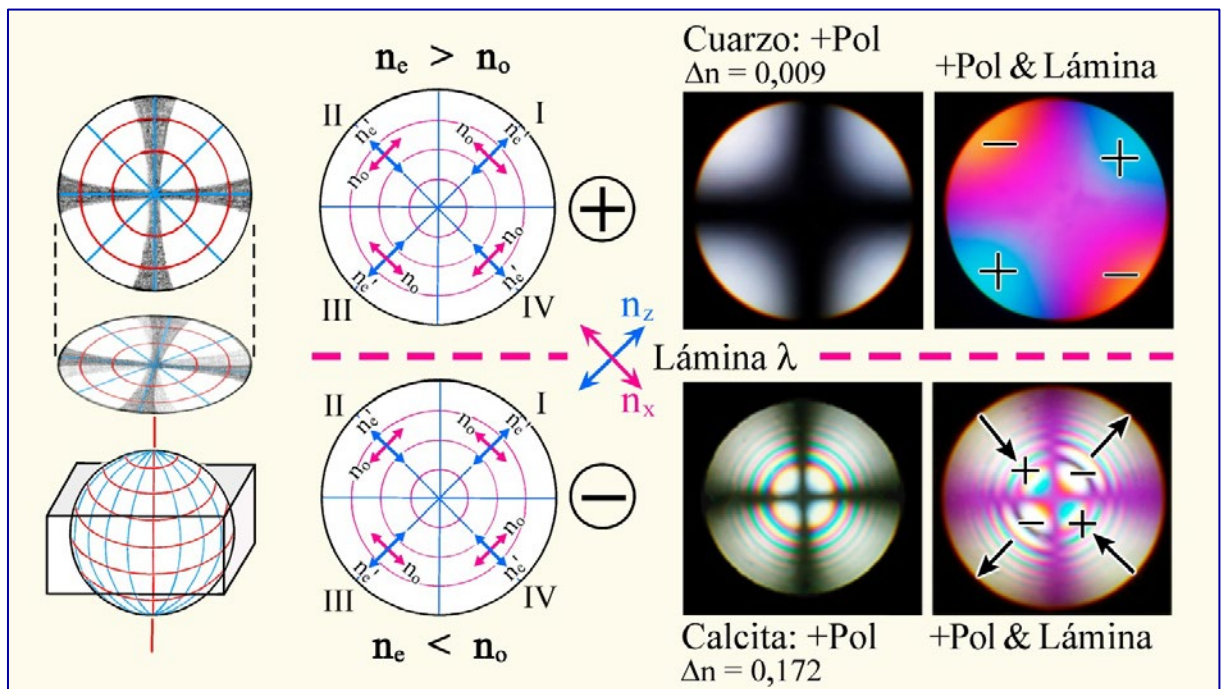 nₑ > nₒ
Cuarzo: +Pol
Δn = 0,009
+Pol & Lámina
II
I
nₑ'
nₒ
nₒ
nₑ'
nₒ
nₑ'
nₒ
nₑ'
III
IV
+
−
+
+
−
n_z
Lámina λ
nₓ
II
I
nₑ'
nₒ
nₒ
nₑ'
nₒ
nₑ'
nₒ
nₑ'
III
IV
−
+
−
−
+
nₑ < nₒ
Calcita: +Pol
Δn = 0,172
+Pol & Lámina